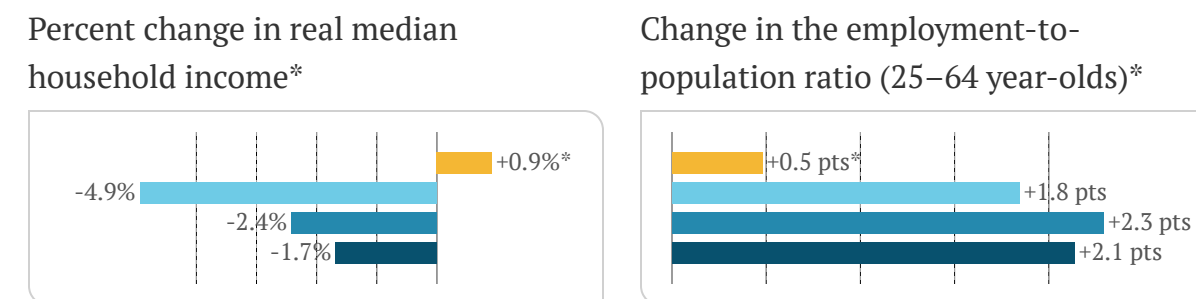 Percent change in real median
household income*
+0.9%*
-4.9%
-2.4%
-1.7%
Change in the employment-to-
population ratio (25–64 year-olds)*
+0.5 pts*
+1.8 pts
+2.3 pts
+2.1 pts